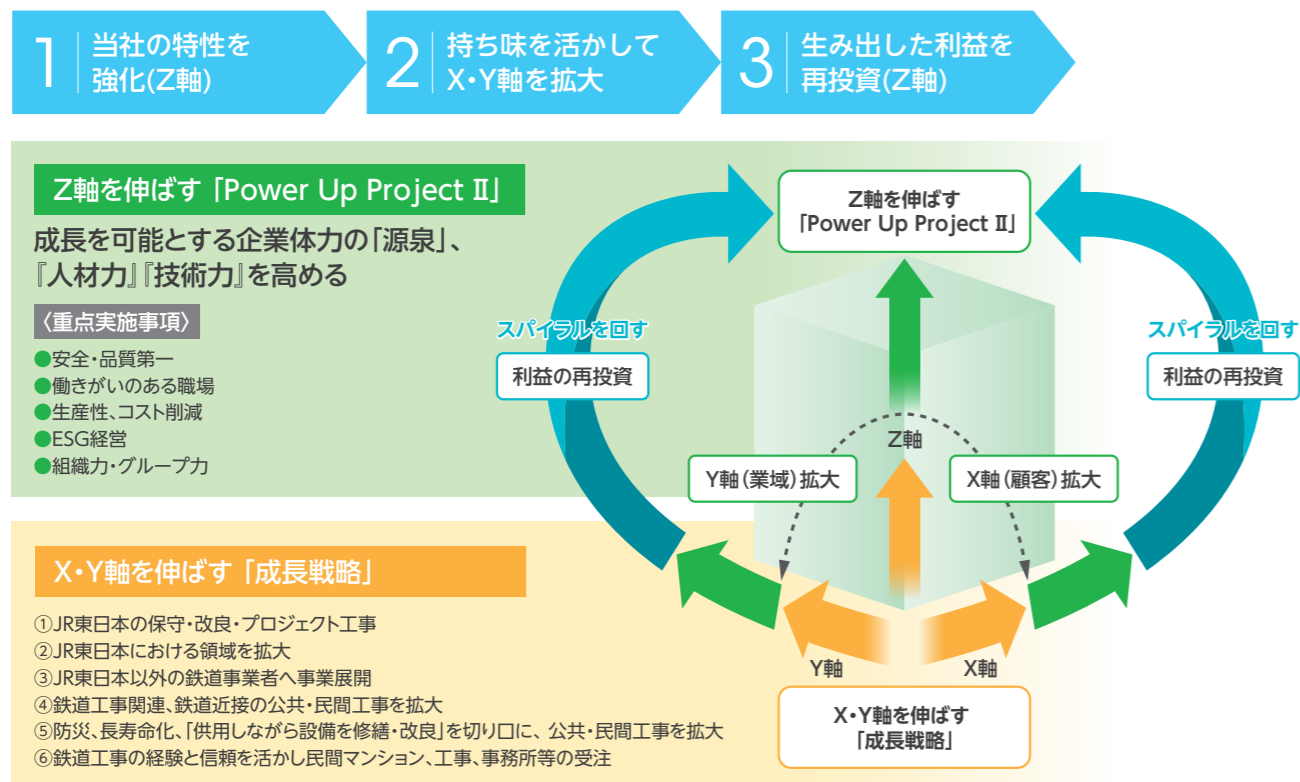 1 当社の特性を
強化(Z軸)
2 持ち味を活かして
X・Y軸を拡大
3 生み出した利益を
再投資(Z軸)
Z軸を伸ばす「Power Up Project Ⅱ」
成長を可能とする企業体力の「源泉」、
『人材力』『技術力』を高める
〈重点実施事項〉
●安全・品質第一
●働きがいのある職場
●生産性、コスト削減
●ESG経営
●組織力・グループ力
Z軸を伸ばす
「Power Up Project Ⅱ」
スパイラルを回す
利益の再投資
スパイラルを回す
利益の再投資
Z軸
Y軸(業域)拡大
X軸(顧客)拡大
Y軸
X軸
X・Y軸を伸ばす
「成長戦略」
X・Y軸を伸ばす「成長戦略」
①JR東日本の保守・改良・プロジェクト工事
②JR東日本における領域を拡大
③JR東日本以外の鉄道事業者へ事業展開
④鉄道工事関連、鉄道近接の公共・民間工事を拡大
⑤防災、長寿命化、「供用しながら設備を修繕・改良」を切り口に、公共・民間工事を拡大
⑥鉄道工事の経験と信頼を活かし民間マンション、工事、事務所等の受注